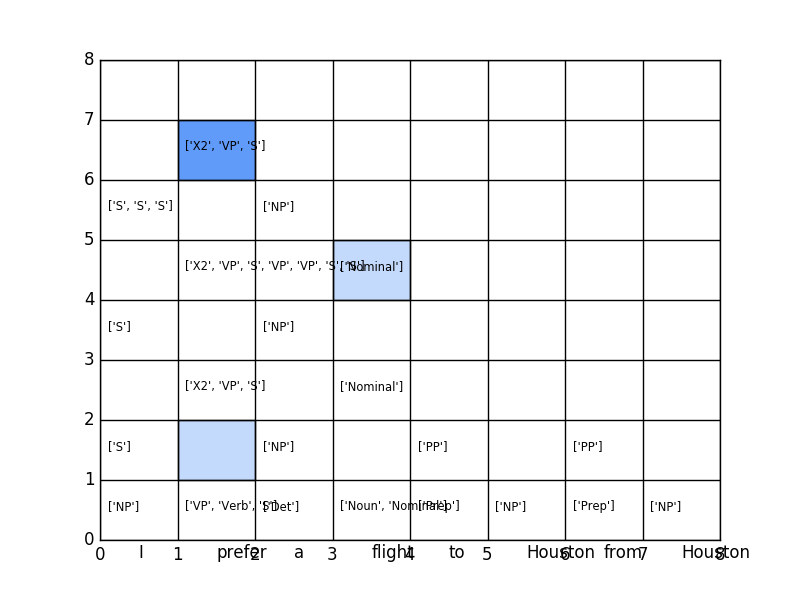 8
7
['X2', 'VP', 'S']
6
['S', 'S', 'S'] ['NP']
5
['X2', 'VP', 'S', 'VP', 'VP', 'S', 'S'] ['Nominal']
4
['S'] ['NP']
3
['X2', 'VP', 'S'] ['Nominal']
2
['S'] ['NP'] ['PP'] ['PP']
1
['NP'] ['VP', 'Verb', 'S'] ['Det'] ['Noun', 'Nominal'] ['Prep'] ['NP'] ['Prep'] ['NP']
0
0 1 2 3 4 5 6 7 8
I prefer a flight to Houston from Houston